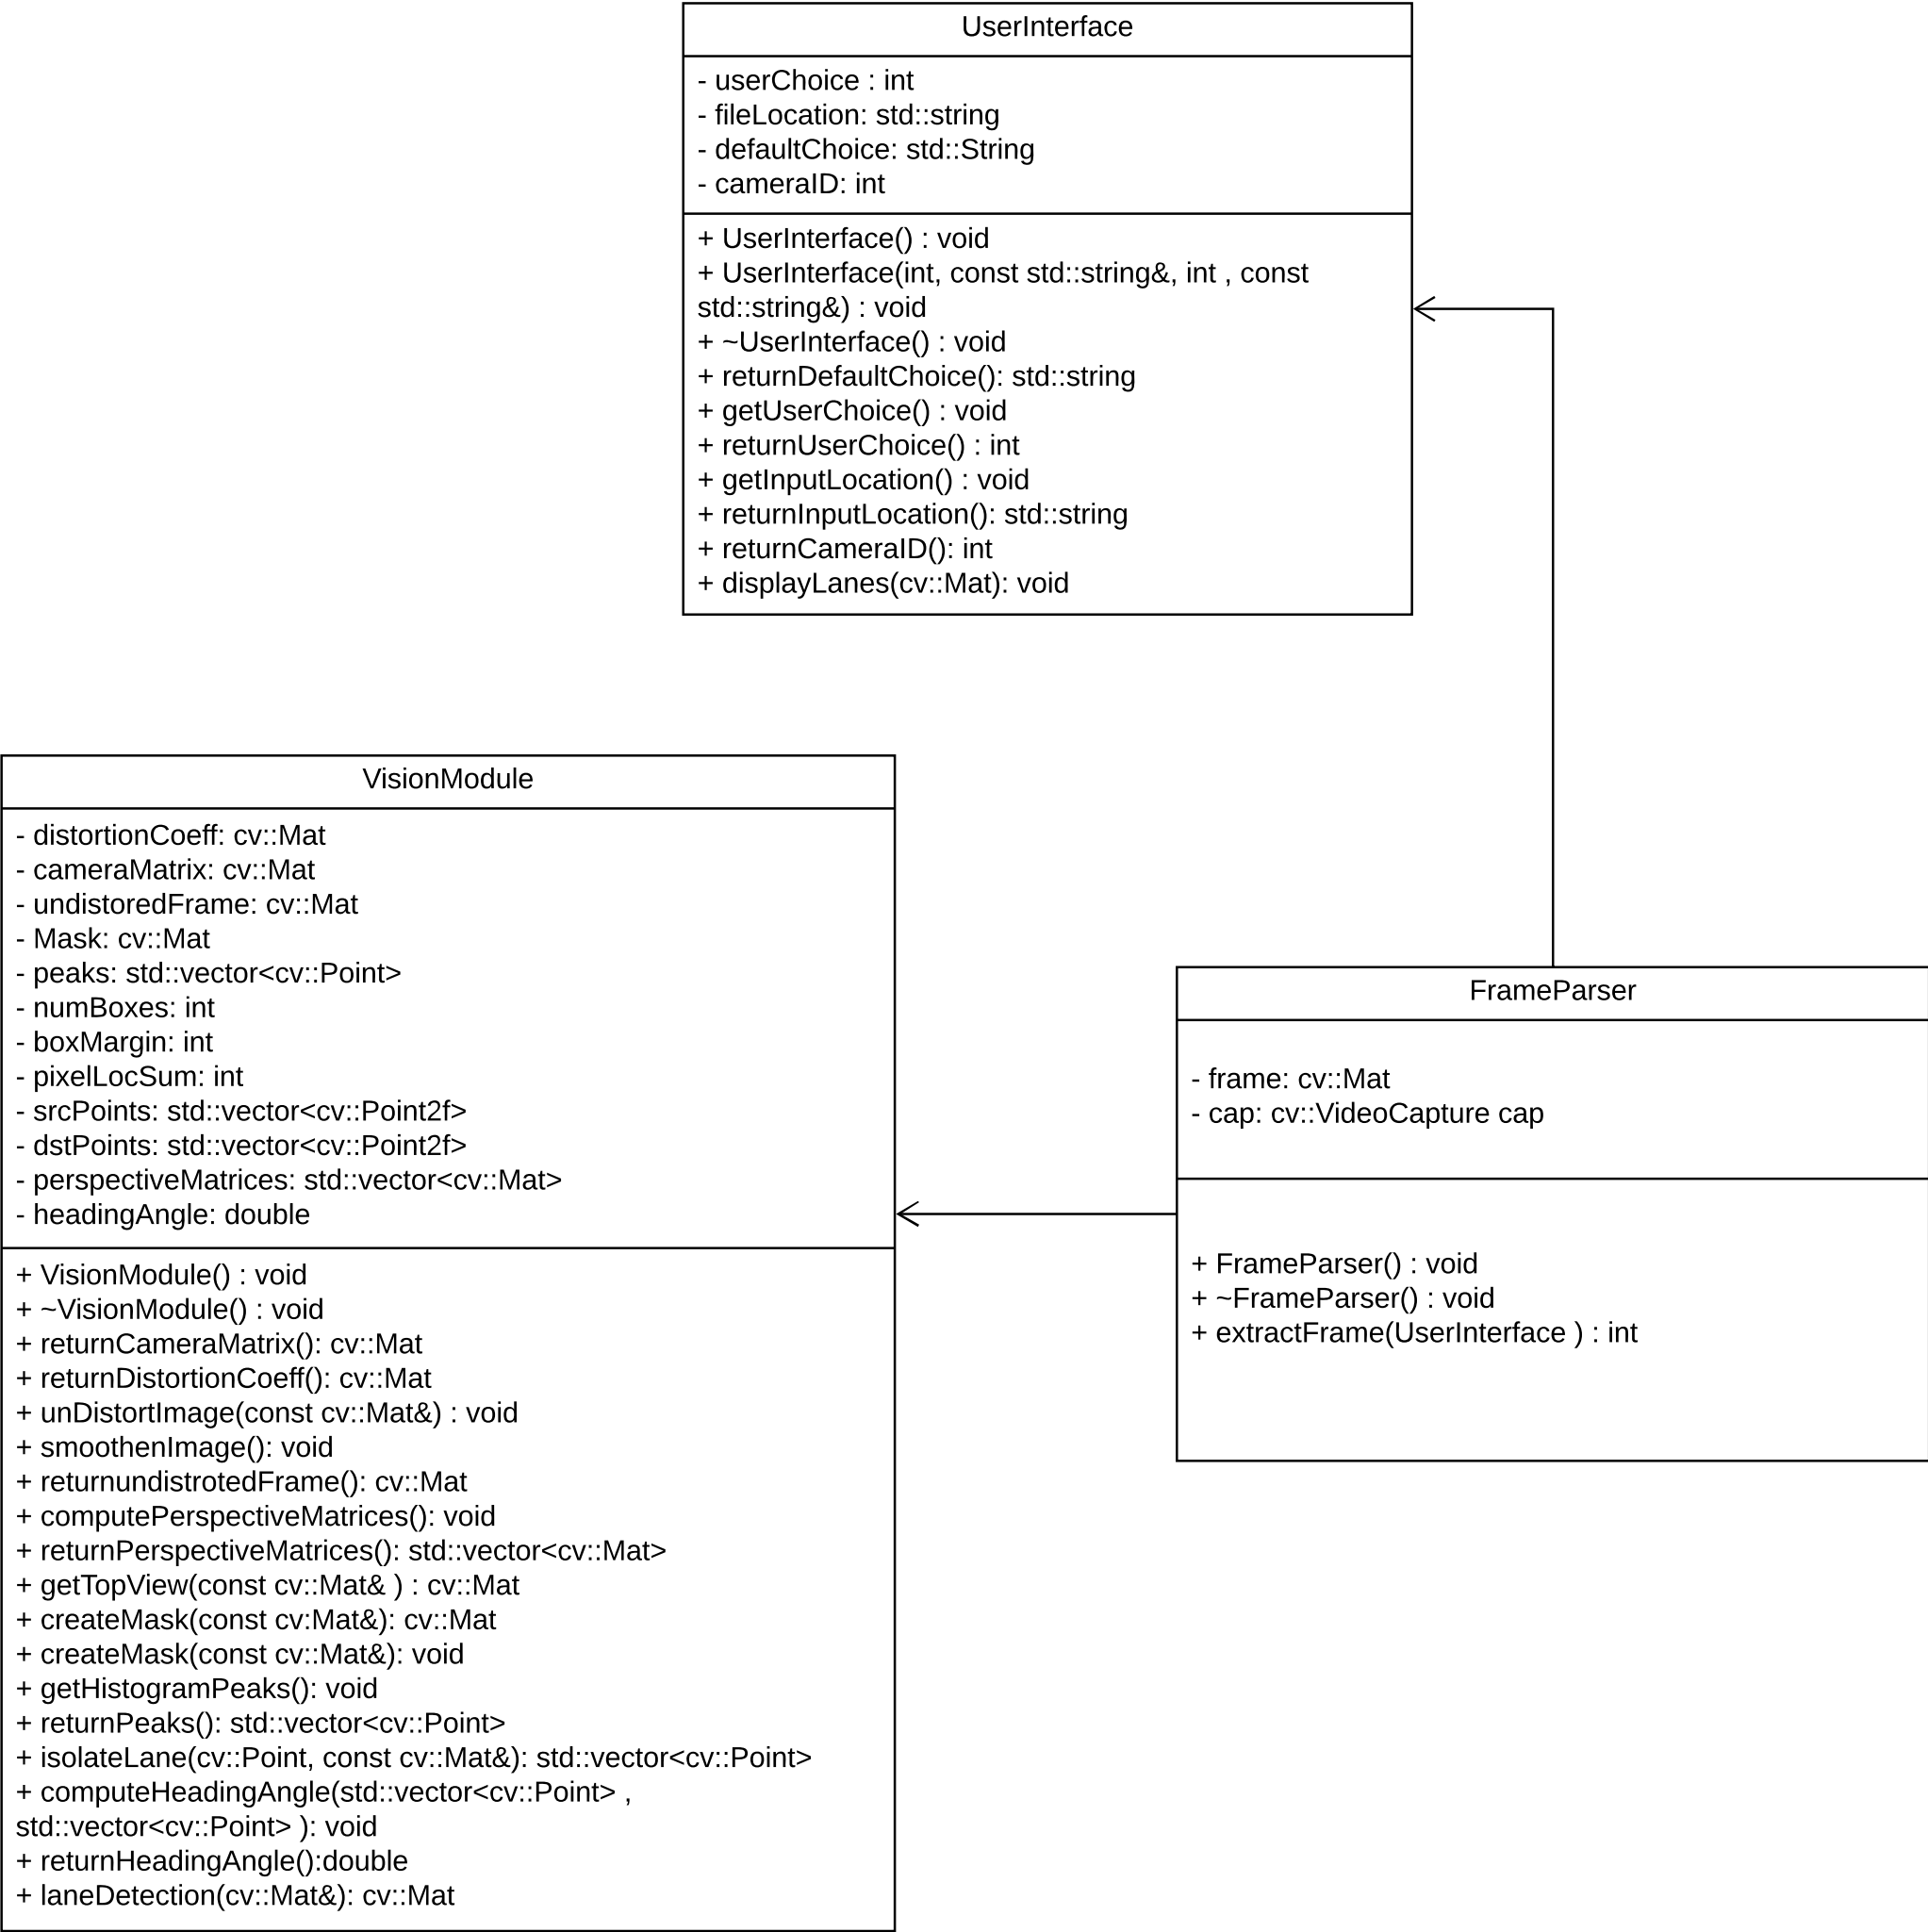 UserInterface
- userChoice : int
- fileLocation: std::string
- defaultChoice: std::String
- cameraID: int
+ UserInterface() : void
+ UserInterface(int, const std::string&, int , const
std::string&) : void
+ ~UserInterface() : void
+ returnDefaultChoice(): std::string
+ getUserChoice() : void
+ returnUserChoice() : int
+ getInputLocation() : void
+ returnInputLocation(): std::string
+ returnCameraID(): int
+ displayLanes(cv::Mat): void
VisionModule
- distortionCoeff: cv::Mat
- cameraMatrix: cv::Mat
- undistoredFrame: cv::Mat
- Mask: cv::Mat
- peaks: std::vector<cv::Point>
- numBoxes: int
- boxMargin: int
- pixelLocSum: int
- srcPoints: std::vector<cv::Point2f>
- dstPoints: std::vector<cv::Point2f>
- perspectiveMatrices: std::vector<cv::Mat>
- headingAngle: double
+ VisionModule() : void
+ ~VisionModule() : void
+ returnCameraMatrix(): cv::Mat
+ returnDistortionCoeff(): cv::Mat
+ unDistortImage(const cv::Mat&) : void
+ smoothenImage(): void
+ returnundistrotedFrame(): cv::Mat
+ computePerspectiveMatrices(): void
+ returnPerspectiveMatrices(): std::vector<cv::Mat>
+ getTopView(const cv::Mat& ) : cv::Mat
+ createMask(const cv:Mat&): cv::Mat
+ createMask(const cv::Mat&): void
+ getHistogramPeaks(): void
+ returnPeaks(): std::vector<cv::Point>
+ isolateLane(cv::Point, const cv::Mat&): std::vector<cv::Point>
+ computeHeadingAngle(std::vector<cv::Point> ,
std::vector<cv::Point> ): void
+ returnHeadingAngle():double
+ laneDetection(cv::Mat&): cv::Mat
FrameParser
- frame: cv::Mat
- cap: cv::VideoCapture cap
+ FrameParser() : void
+ ~FrameParser() : void
+ extractFrame(UserInterface ) : int